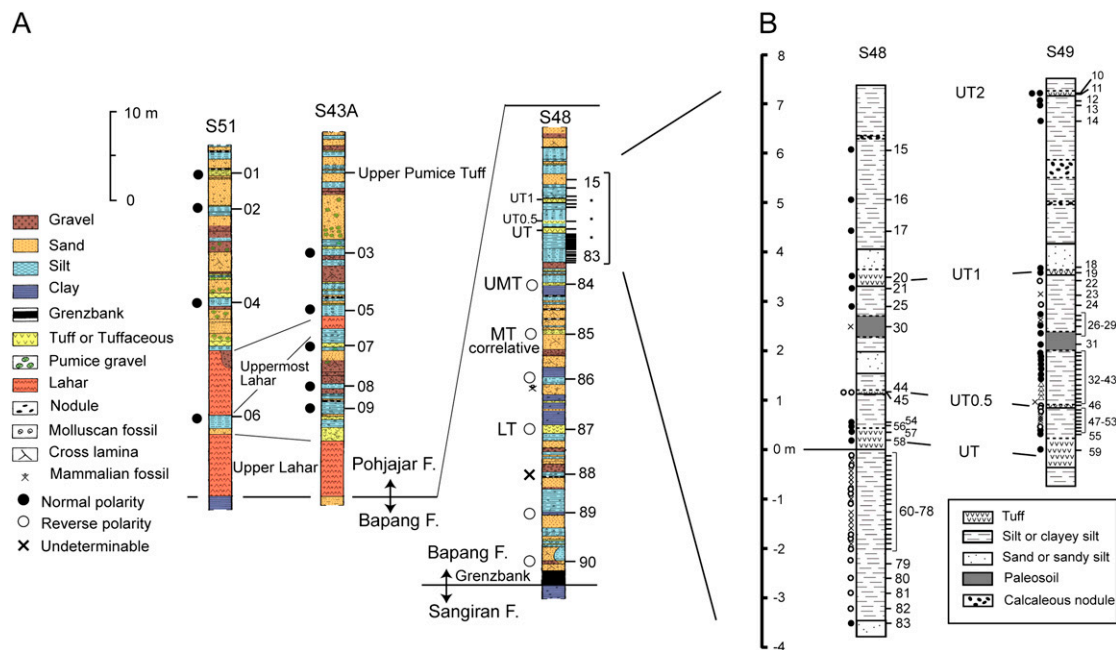 A
10 m
0
S51
S43A
S48
01
02
04
06
03
05
07
08
09
Upper Pumice Tuff
Uppermost
Lahar
Upper Lahar
Pohjajar F.
Bapang F.
Gravel
Sand
Silt
Clay
Grenzbank
Tuff or Tuffaceous
Pumice gravel
Lahar
Nodule
Molluscan fossil
Cross lamina
Mammalian fossil
Normal polarity
Reverse polarity
Undeterminable
UT1
UT0.5
UT
UMT
MT
correlative
LT
15
*
*
*
83
84
85
86
87
88
89
90
Bapang F.
Grenzbank
Sangiran F.
B
8
7
6
5
4
3
2
1
0 m
-1
-2
-3
-4
S48
15
16
17
20
21
25
30
44
45
54
56
57
58
60-78
79
80
81
82
83
UT2
UT1
UT0.5
UT
S49
10
11
12
13
14
18
19
22
23
24
26-29
31
32-43
46
47-53
55
59
Tuff
Silt or clayey silt
Sand or sandy silt
Paleosoil
Calcaleous nodule